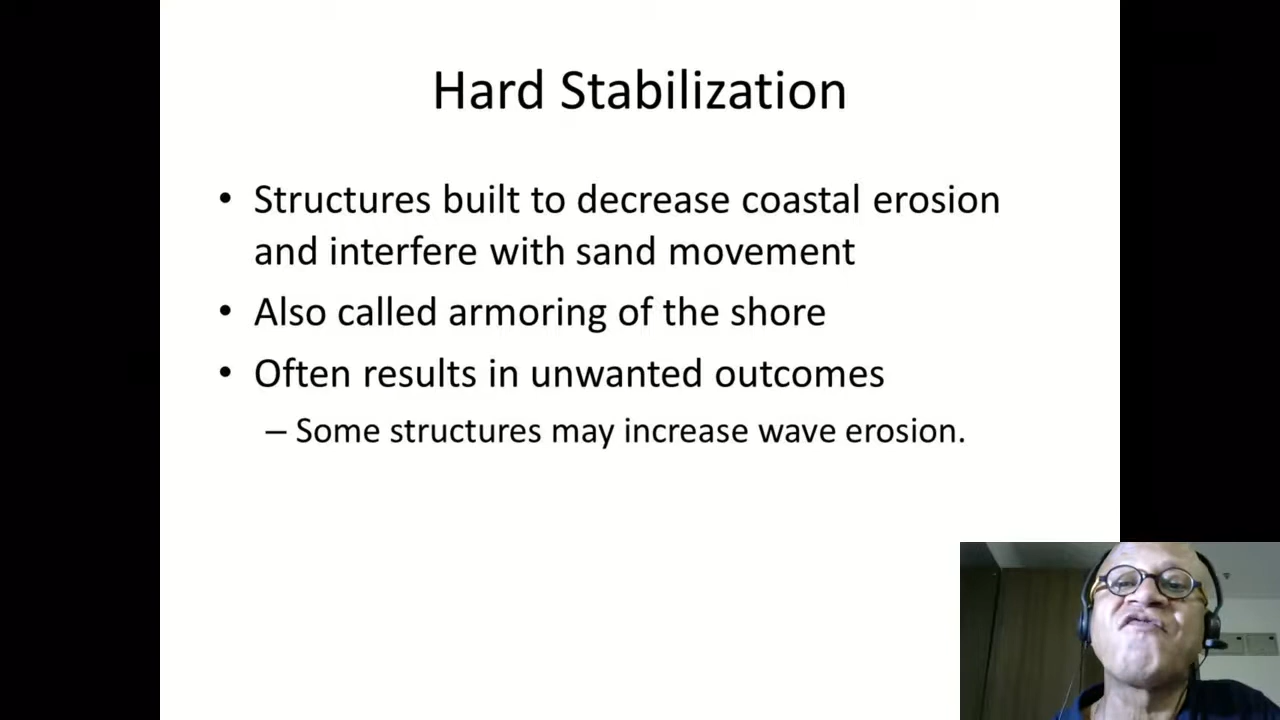 Hard Stabilization
• Structures built to decrease coastal erosion
and interfere with sand movement
• Also called armoring of the shore
• Often results in unwanted outcomes
– Some structures may increase wave erosion.